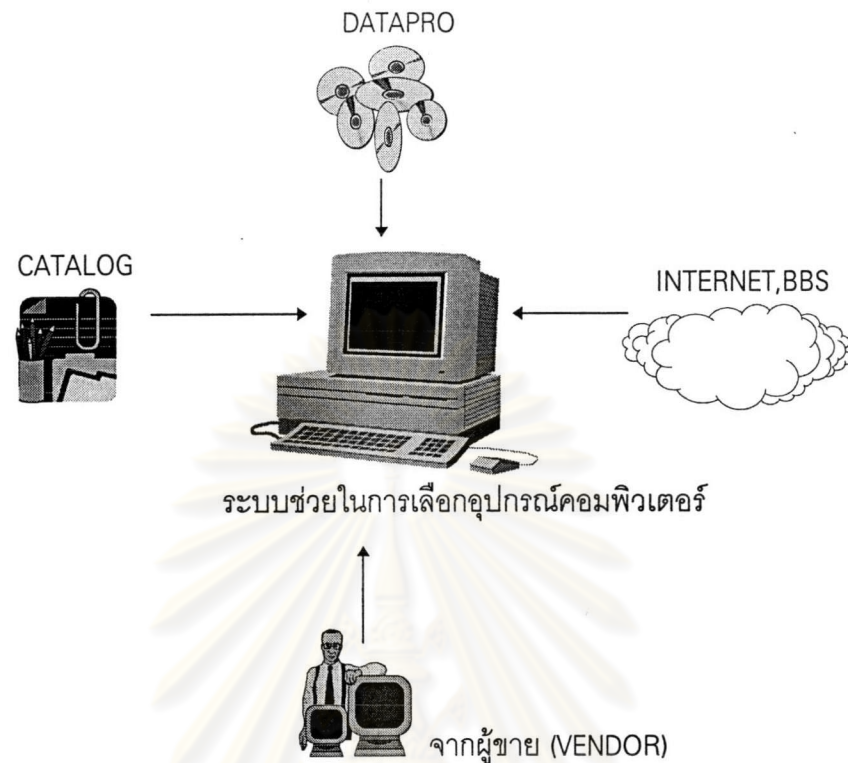 DATAPRO
CATALOG
INTERNET,BBS
ระบบช่วยในการเลือกอุปกรณ์คอมพิวเตอร์
จากผู้ขาย (VENDOR)